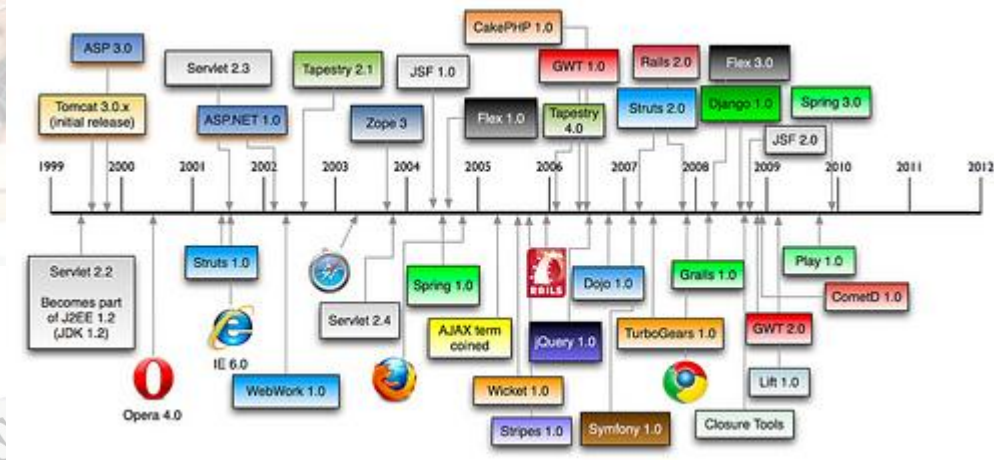 CakePHP 1.0
ASP 3.0
Servlet 2.3
Tapestry 2.1
JSF 1.0
GWT 1.0
Rails 2.0
Flex 3.0
Tomcat 3.0.x
(initial release)
ASP.NET 1.0
Zope 3
Flex 1.0
Tapestry
4.0
Struts 2.0
Django 1.0
Spring 3.0
JSF 2.0
1999 2000 2001 2002 2003 2004 2005 2006 2007 2008 2009 2010 2011 2012
Servlet 2.2
Becomes part
of J2EE 1.2
(JDK 1.2)
Struts 1.0
Spring 1.0
RAILS
Dojo 1.0
Grails 1.0
Play 1.0
CometD 1.0
Servlet 2.4
AJAX term
coined
jQuery 1.0
TurboGears 1.0
GWT 2.0
IE 6.0
WebWork 1.0
Wicket 1.0
Lift 1.0
Opera 4.0
Stripes 1.0
Symfony 1.0
Closure Tools